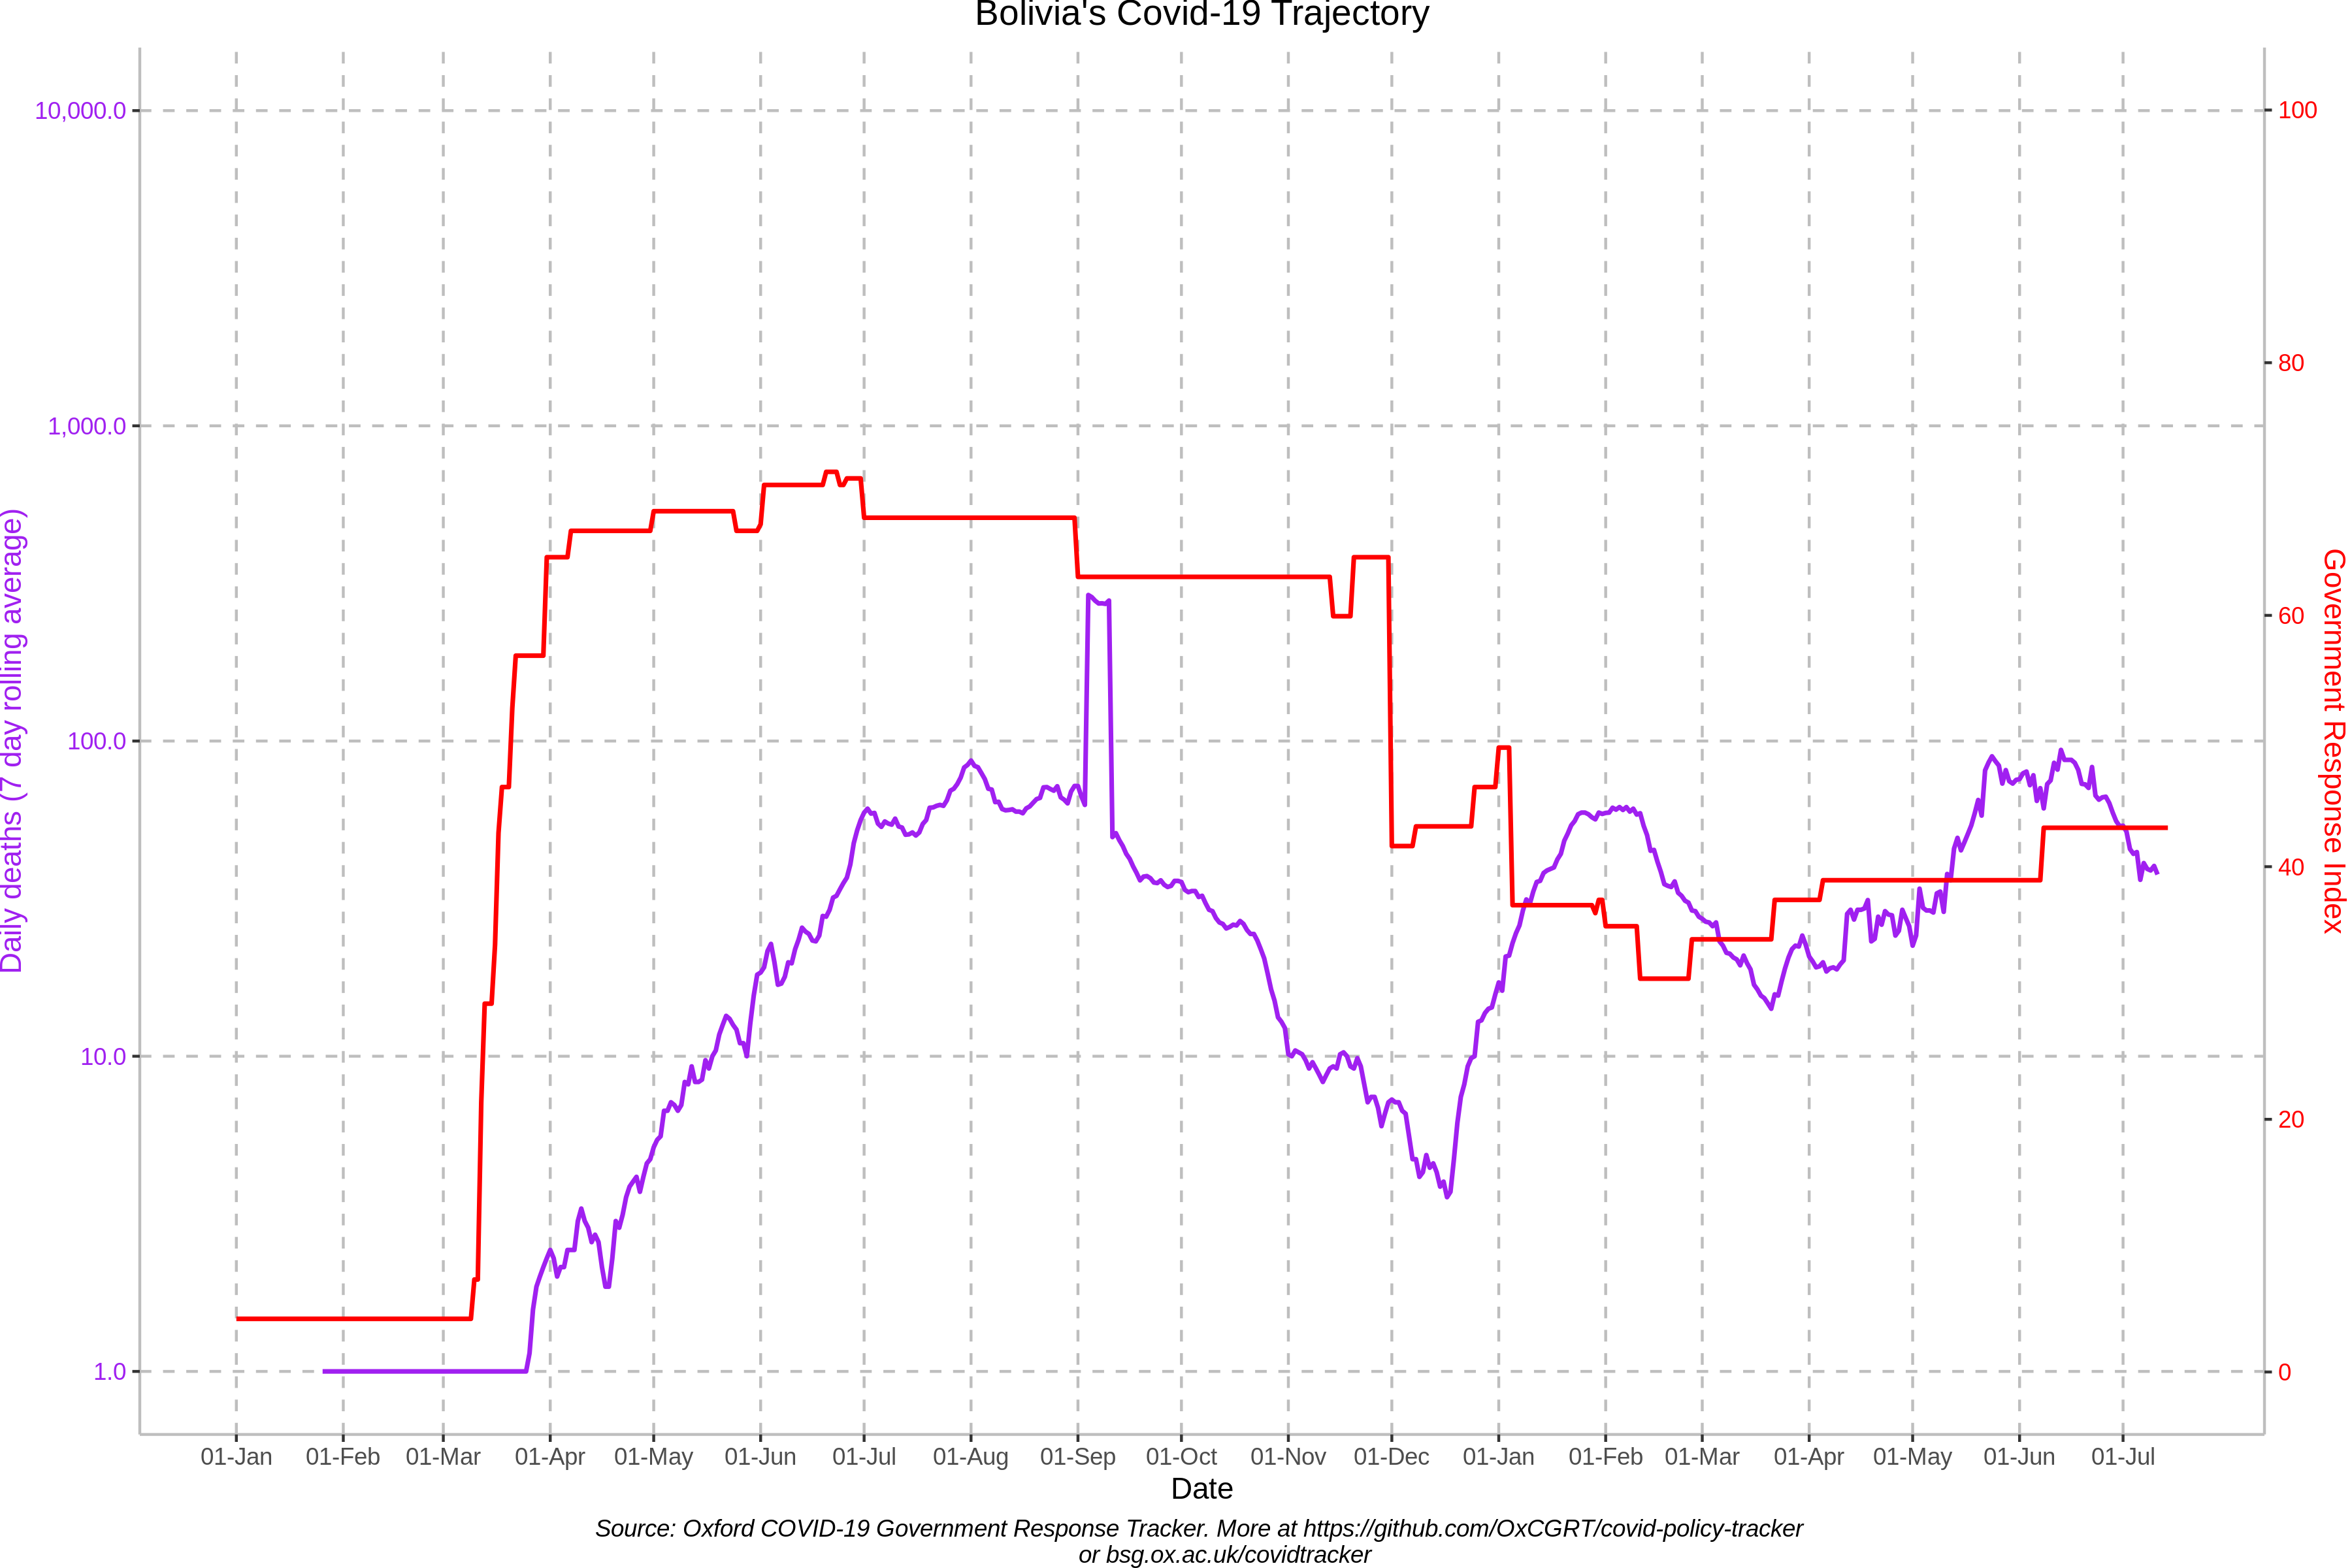 Bolivia's Covid-19 Trajectory
10,000.0
1,000.0
100.0
10.0
1.0
Daily deaths (7 day rolling average)
100
80
60
40
20
0
Government Response Index
01-Jan 01-Feb 01-Mar 01-Apr 01-May 01-Jun 01-Jul 01-Aug 01-Sep 01-Oct 01-Nov 01-Dec 01-Jan 01-Feb 01-Mar 01-Apr 01-May 01-Jun 01-Jul
Date
Source: Oxford COVID-19 Government Response Tracker. More at https://github.com/OxCGRT/covid-policy-tracker
or bsg.ox.ac.uk/covidtracker